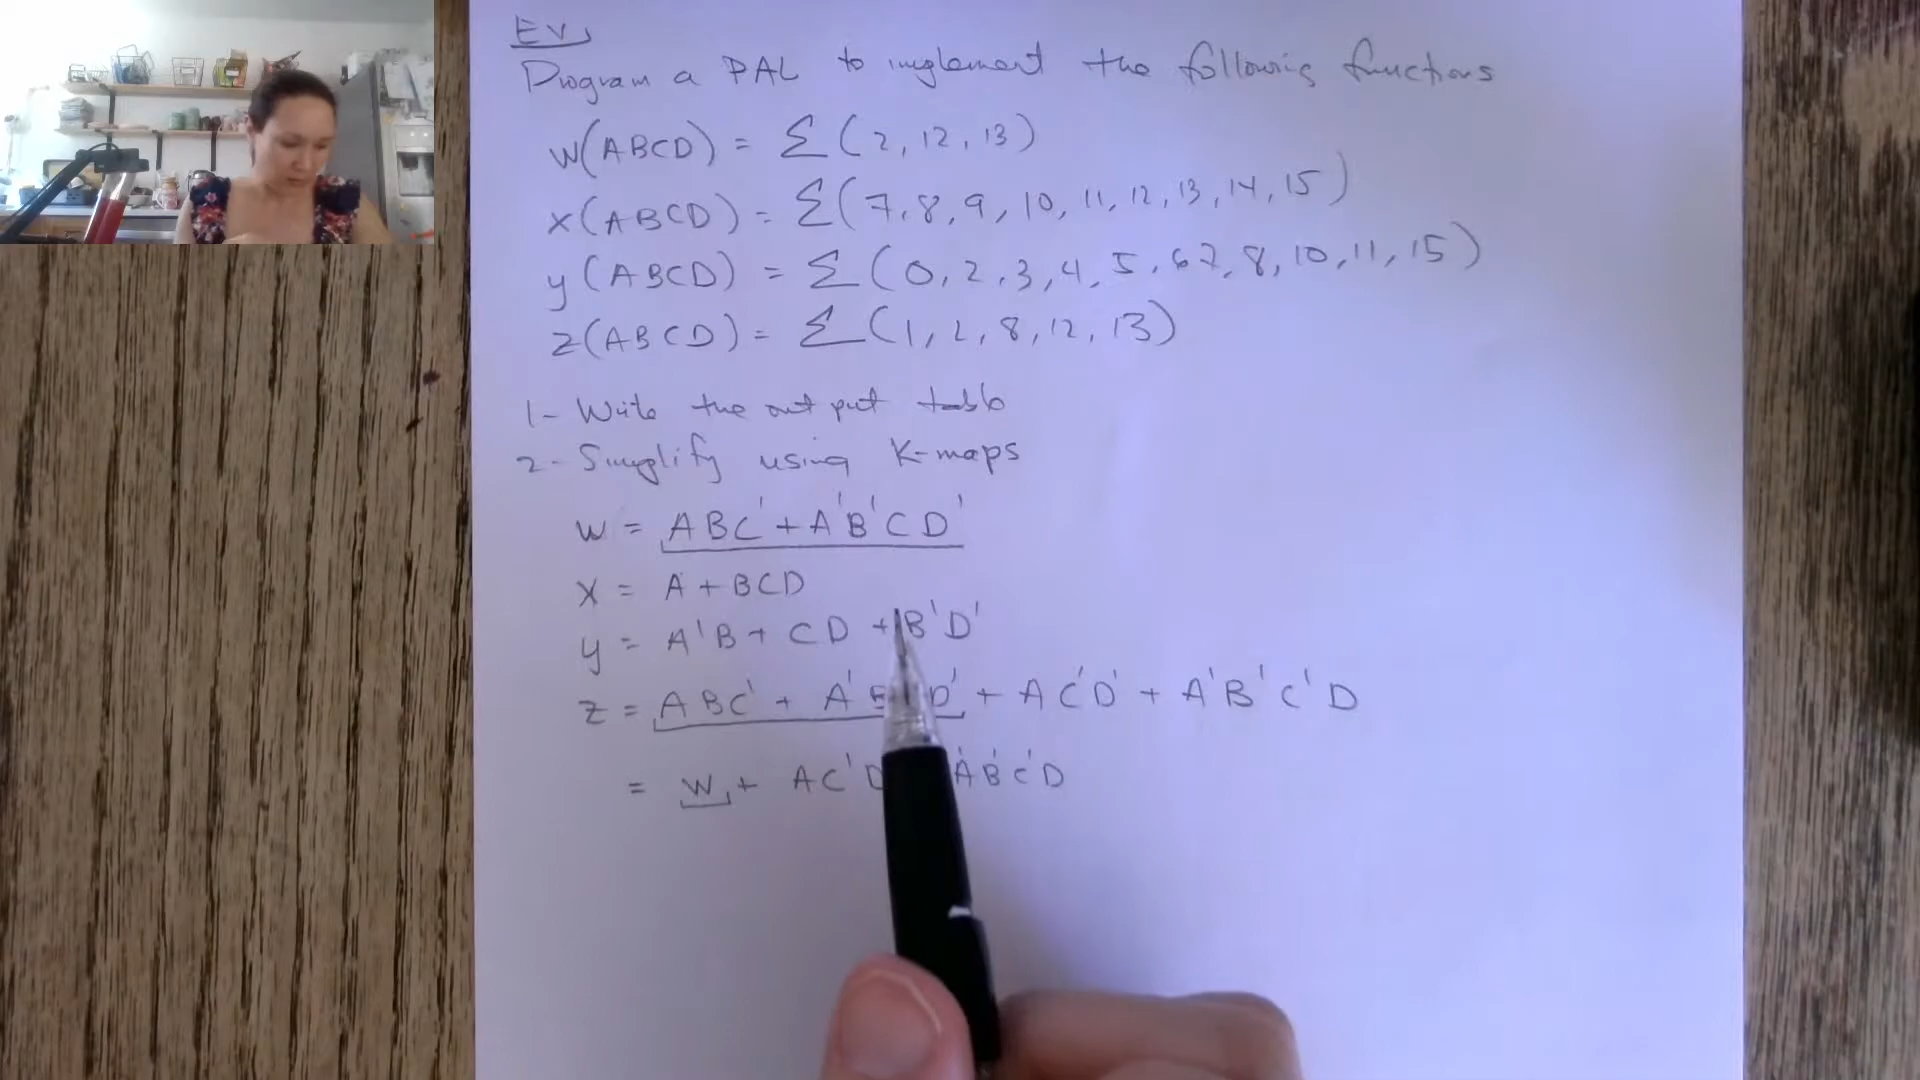 Ex
Program a PAL to implement the following functions
w(ABCD) = Σ(2, 12, 13)
x(ABCD) = Σ(7, 8, 9, 10, 11, 12, 13, 14, 15)
y(ABCD) = Σ(0, 2, 3, 4, 5, 6 7, 8, 10, 11, 15)
z(ABCD) = Σ(1, 2, 8, 12, 13)
1- Write the output table
2- Simplify using K-maps
w = ABC' + A'B'CD'
x = A + BCD
y = A'B + CD + B'D'
z = ABC' + A'B D' + AC'D' + A'B'C'D
= w + AC'D A'B'C'D